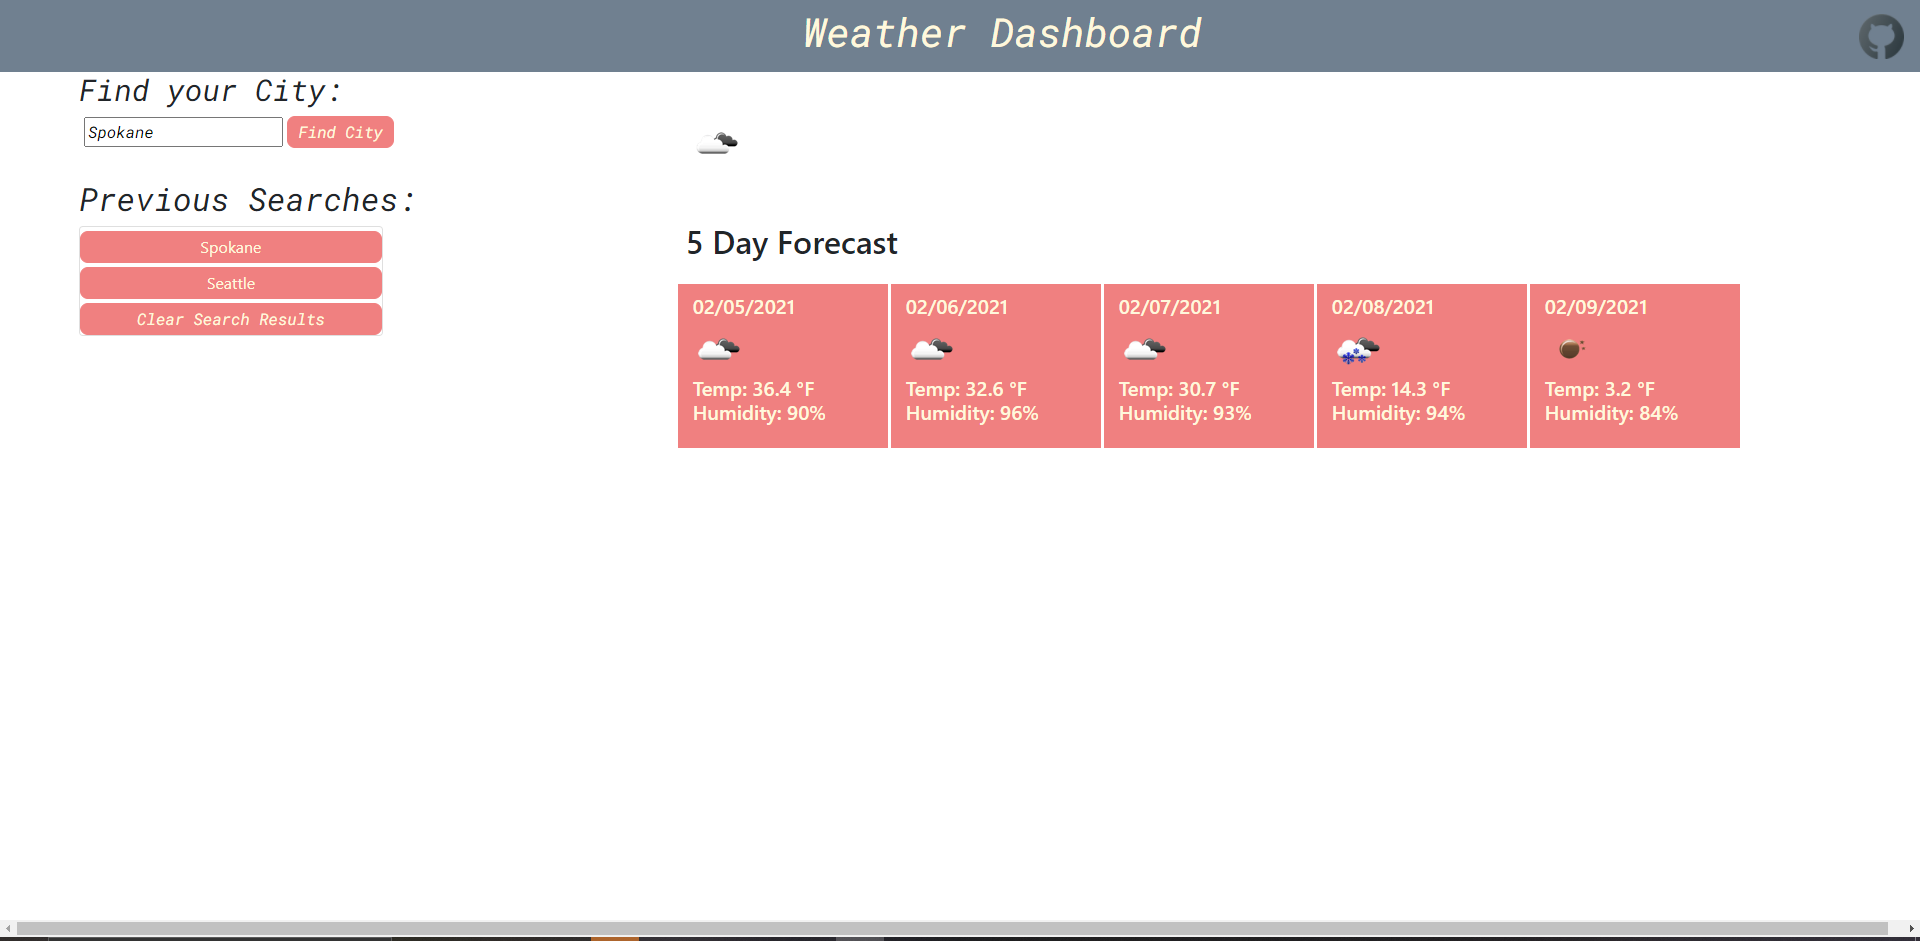 Weather Dashboard
Find your City:
Spokane
Find City
Previous Searches:
Spokane
Seattle
Clear Search Results
5 Day Forecast
02/05/2021
Temp: 36.4 °F
Humidity: 90%
02/06/2021
Temp: 32.6 °F
Humidity: 96%
02/07/2021
Temp: 30.7 °F
Humidity: 93%
02/08/2021
Temp: 14.3 °F
Humidity: 94%
02/09/2021
Temp: 3.2 °F
Humidity: 84%